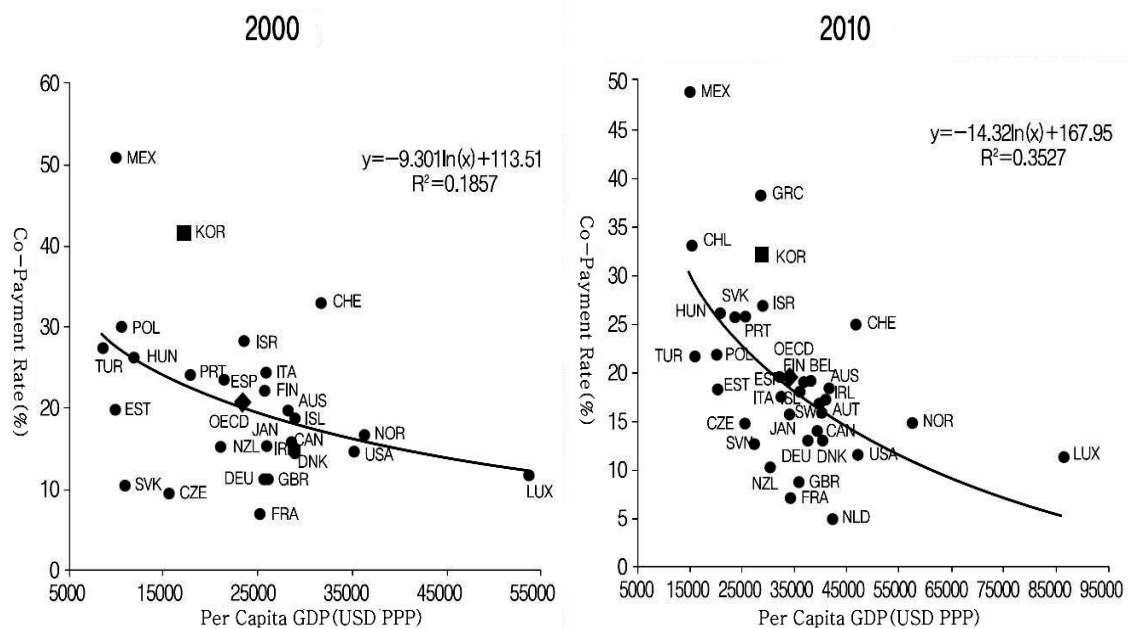 2000
Co-Payment Rate(%)
60
50
40
30
20
10
0
y=-9.301ln(x)+113.51
R²=0.1857
MEX
KOR
CHE
POL
ISR
TUR
HUN
PRT
ESP
ITA
FIN
EST
OECD
AUS
ISL
JAN
CAN
NOR
NZL
DNK
USA
SVK
CZE
DEU
GBR
LUX
FRA
5000 15000 25000 35000 45000 55000
Per Capita GDP(USD PPP)
2010
Co-Payment Rate(%)
50
45
40
35
30
25
20
15
10
5
0
y=-14.32ln(x)+167.95
R²=0.3527
MEX
GRC
CHL
KOR
SVK
ISR
HUN
PRT
CHE
OECD
TUR
POL
FIN
BEL
EST
AUS
ITA
IRL
AUT
CZE
JAN
CAN
NOR
SVN
DEU
DNK
USA
LUX
NZL
GBR
FRA
NLD
5000 15000 25000 35000 45000 55000 65000 75000 85000 95000
Per Capita GDP(USD PPP)